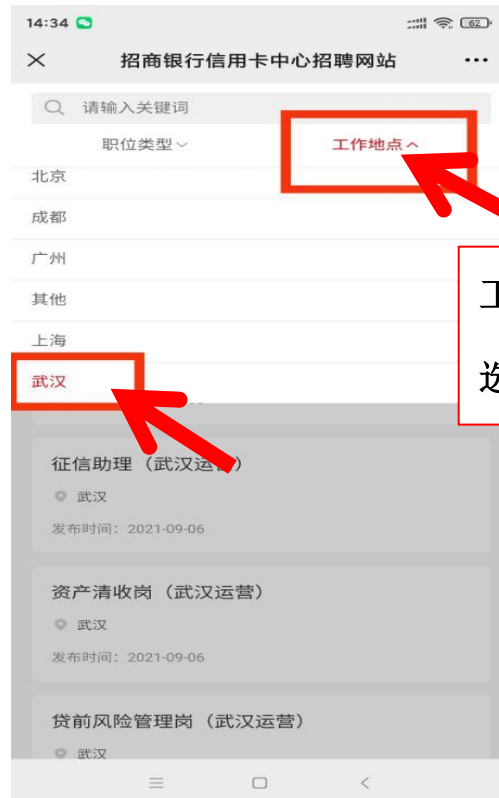 14:34
62
招商银行信用卡中心招聘网站
请输入关键词
职位类型
工作地点
北京
成都
广州
其他
上海
武汉
征信助理（武汉运营）
武汉
发布时间：2021-09-06
资产清收岗（武汉运营）
武汉
发布时间：2021-09-06
贷前风险管理岗（武汉运营）
武汉